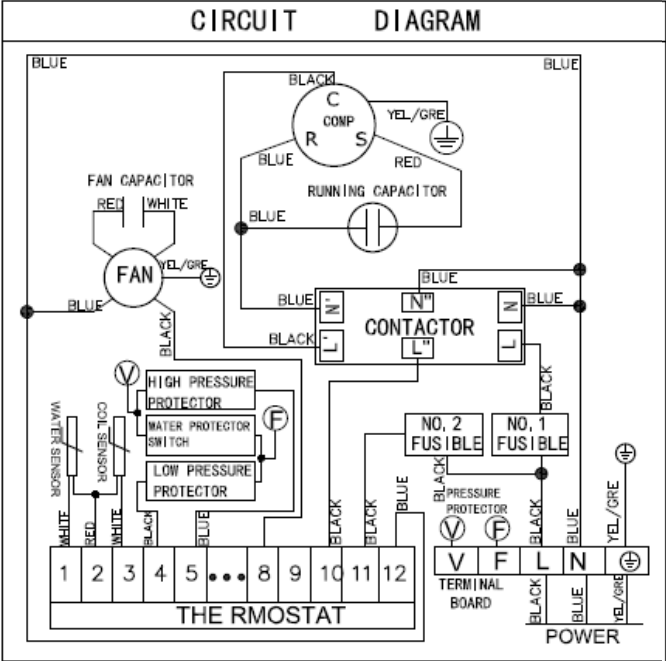 CIRCUIT DIAGRAM
BLUE
BLUE
BLACK
C
COMP
R S
YEL/GRE
BLUE
RED
FAN CAPACITOR
RED WHITE
RUNNING CAPACITOR
BLUE
FAN
YEL/GRE
BLUE
BLACK
BLUE
BLUE
N'
N"
N
BLUE
CONTACTOR
BLACK
L'
L"
L
BLACK
V
HIGH PRESSURE
PROTECTOR
WATER PROTECTOR
SWITCH
F
LOW PRESSURE
PROTECTOR
WATER SENSOR
COIL SENSOR
NO, 2
FUSIBLE
NO, 1
FUSIBLE
WHITE
RED
WHITE
BLACK
BLUE
BLACK
BLACK
BLACK
BLUE
BLACK
PRESSURE
PROTECTOR
V F
BLACK
BLUE
YEL/GRE
1 2 3 4 5 ••• 8 9 10 11 12
THE RMOSTAT
V F L N
TERMINAL
BOARD
BLACK
BLUE
YEL/GRE
POWER